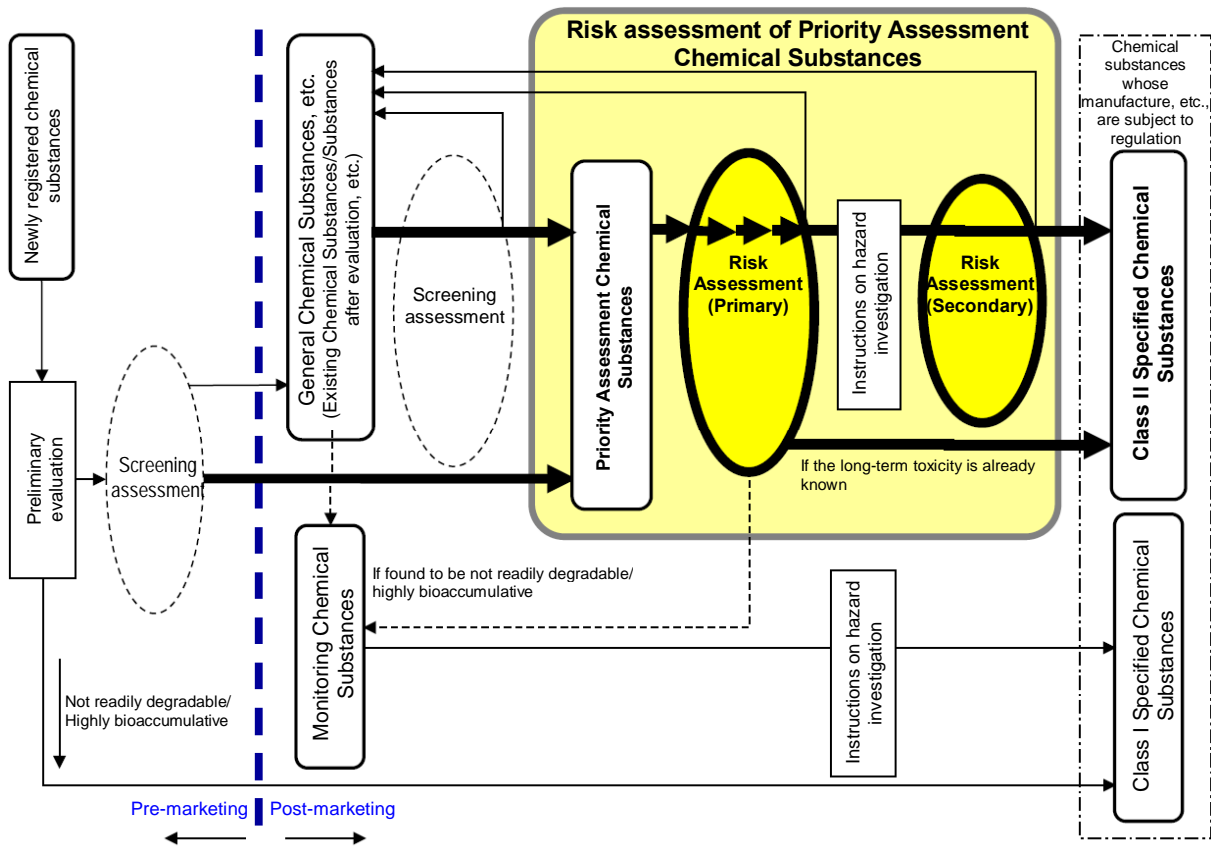 Risk assessment of Priority Assessment
Chemical Substances
Newly registered chemical
substances
General Chemical Substances, etc.
(Existing Chemical Substances/Substances
after evaluation, etc.)
Chemical
substances
whose
manufacture, etc.,
are subject to
regulation
Screening
assessment
Priority Assessment Chemical
Substances
Risk
Assessment
(Primary)
Instructions on hazard
investigation
Risk
Assessment
(Secondary)
Class II Specified Chemical
Substances
Preliminary
evaluation
Screening
assessment
If the long-term toxicity is already
known
Monitoring Chemical
Substances
If found to be not readily degradable/
highly bioaccumulative
Instructions on hazard
investigation
Class I Specified Chemical
Substances
Not readily degradable/
Highly bioaccumulative
Pre-marketing
Post-marketing